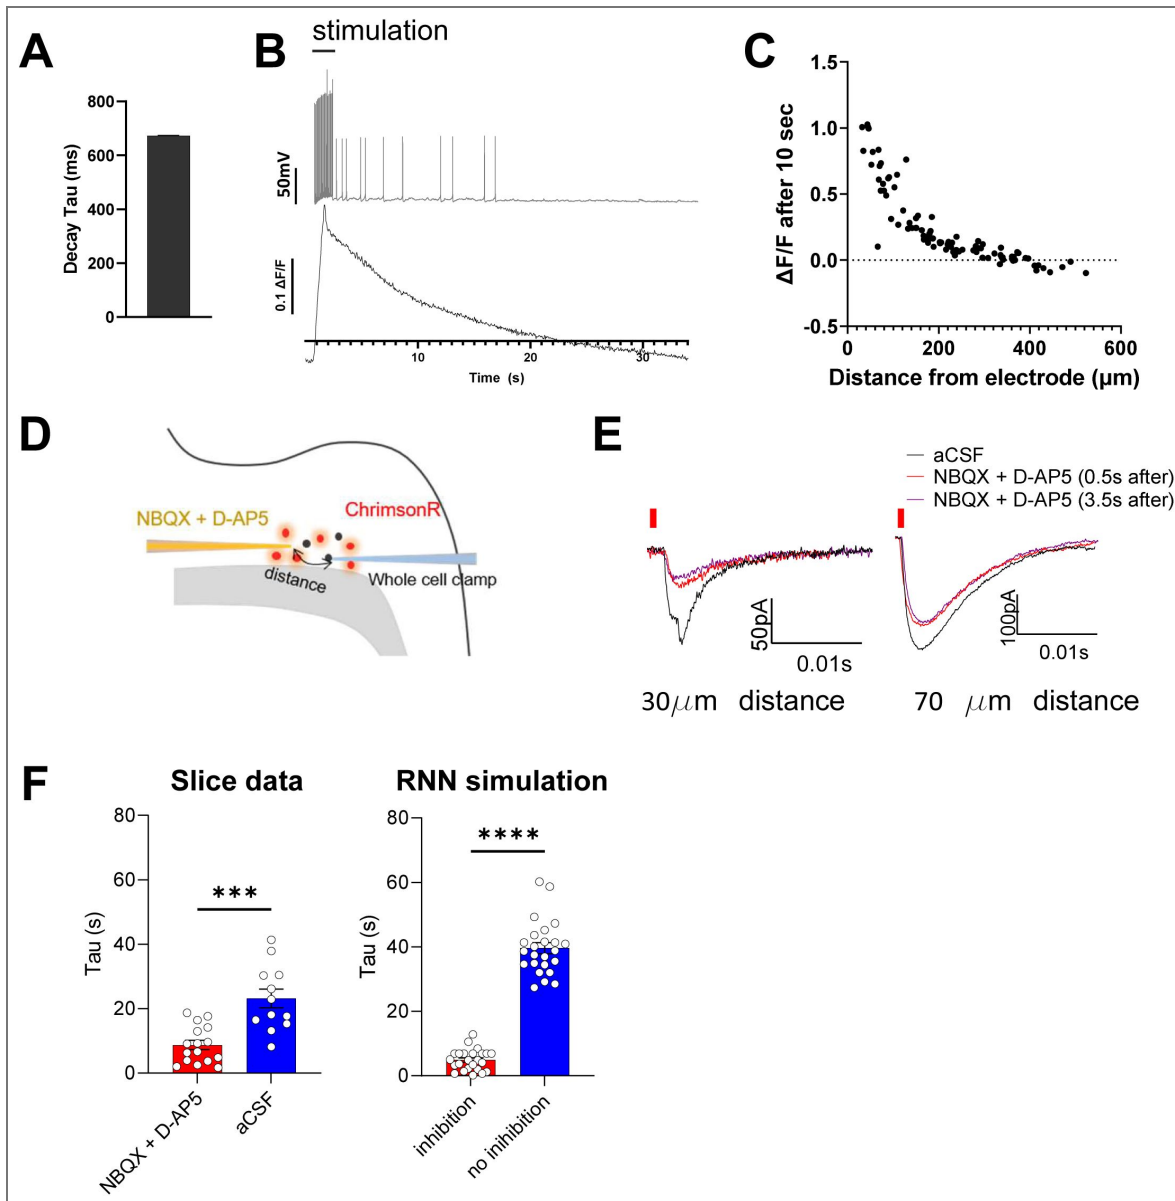 A
800
600
400
200
0
Decay Tau (ms)
B
stimulation
50mV
0.1 ΔF/F
10
20
30
Time (s)
C
1.5
1.0
0.5
0.0
-0.5
ΔF/F after 10 sec
0
200
400
600
Distance from electrode (µm)
D
NBQX + D-AP5
ChrimsonR
distance
Whole cell clamp
E
aCSF
NBQX + D-AP5 (0.5s after)
NBQX + D-AP5 (3.5s after)
50pA
0.01s
30µm distance
100pA
0.01s
70 µm distance
F
Slice data
80
60
40
20
0
Tau (s)
***
NBQX + D-AP5
aCSF
RNN simulation
80
60
40
20
0
Tau (s)
****
inhibition
no inihibition